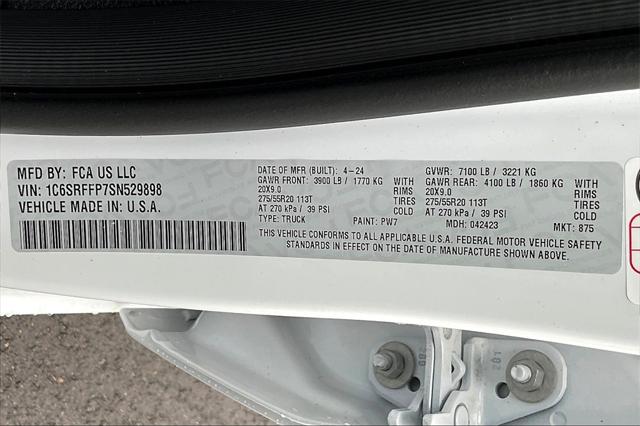 MFD BY: FCA US LLC
VIN: 1C6SRFFP7SN529898
VEHICLE MADE IN U.S.A.
DATE OF MFR (BUILT): 4-24
GAWR FRONT: 3900 LB / 1770 KG WITH
20X9.0 RIMS
275/55R20 113T TIRES
AT 270 kPa / 39 PSI COLD
TYPE: TRUCK PAINT: PW7
GVWR: 7100 LB / 3221 KG
GAWR REAR: 4100 LB / 1860 KG WITH
20X9.0 RIMS
275/55R20 113T TIRES
AT 270 kPa / 39 PSI COLD
MDH: 042423 MKT: 875
THIS VEHICLE CONFORMS TO ALL APPLICABLE U.S.A. FEDERAL MOTOR VEHICLE SAFETY
STANDARDS IN EFFECT ON THE DATE OF MANUFACTURE SHOWN ABOVE.